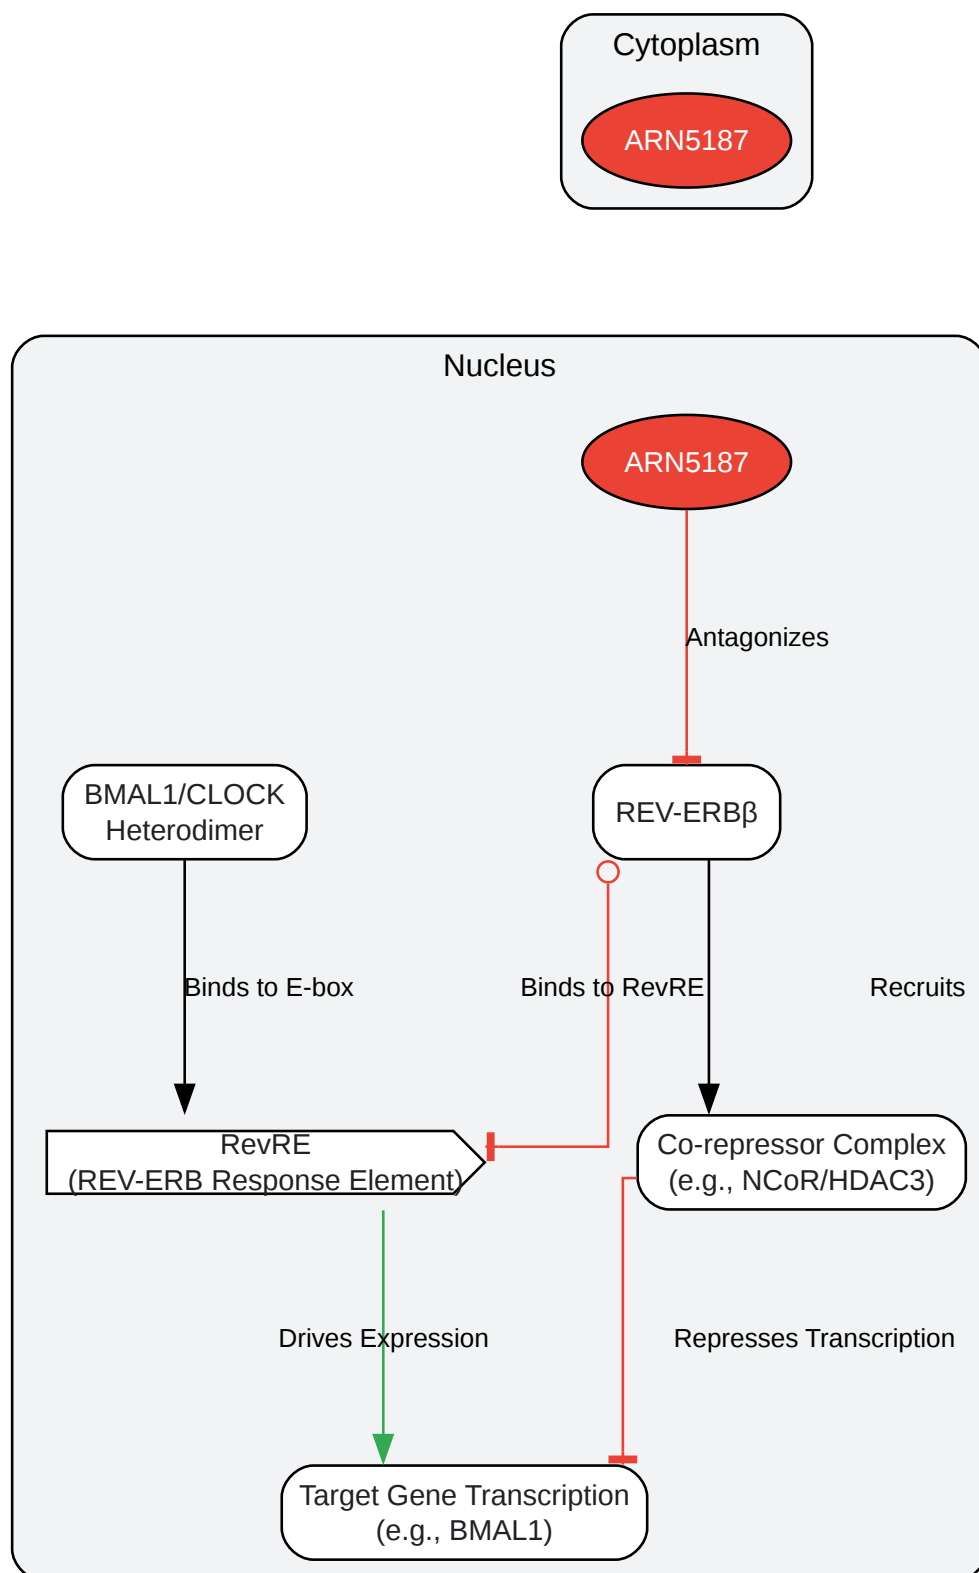 Cytoplasm
ARN5187
Nucleus
ARN5187
Antagonizes
BMAL1/CLOCK
Heterodimer
REV-ERBβ
Binds to E-box
Binds to RevRE
Recruits
RevRE
(REV-ERB Response Element)
Co-repressor Complex
(e.g., NCoR/HDAC3)
Drives Expression
Represses Transcription
Target Gene Transcription
(e.g., BMAL1)